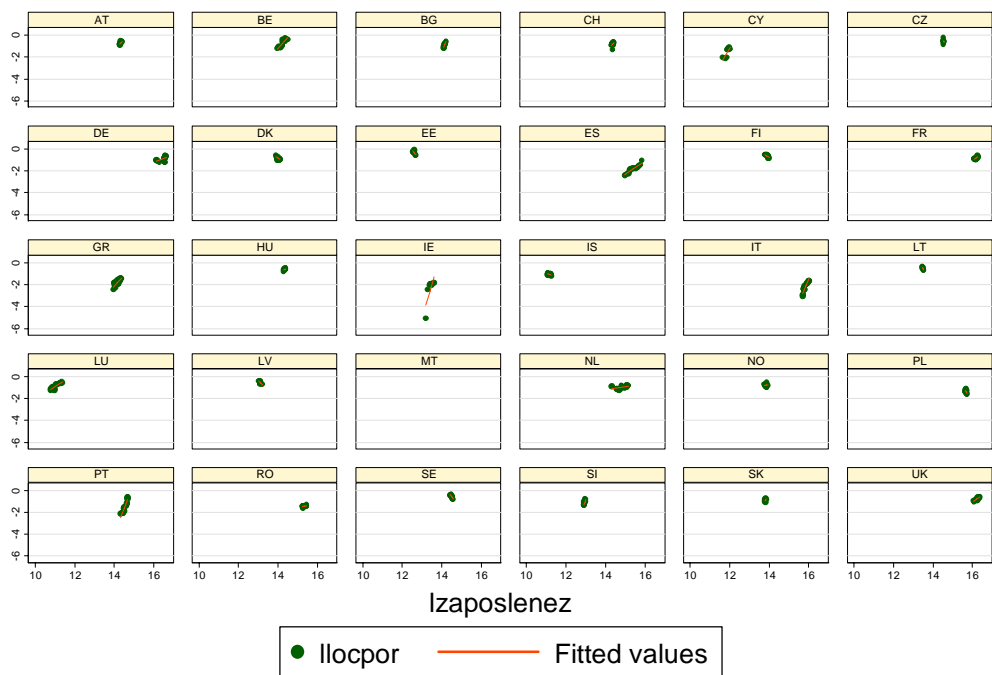 AT BE BG CH CY CZ
0
-2
-4
-6
DE DK EE ES FI FR
0
-2
-4
-6
GR HU IE IS IT LT
0
-2
-4
-6
LU LV MT NL NO PL
0
-2
-4
-6
PT RO SE SI SK UK
0
-2
-4
-6
10 12 14 16 10 12 14 16 10 12 14 16 10 12 14 16 10 12 14 16 10 12 14 16
lzaposlenez
llocpor Fitted values